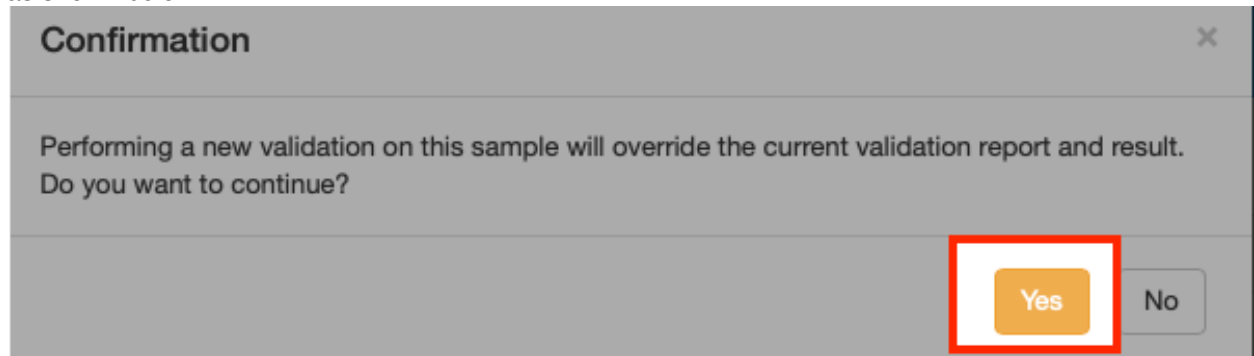 Confirmation
×
Performing a new validation on this sample will override the current validation report and result.
Do you want to continue?
Yes
No